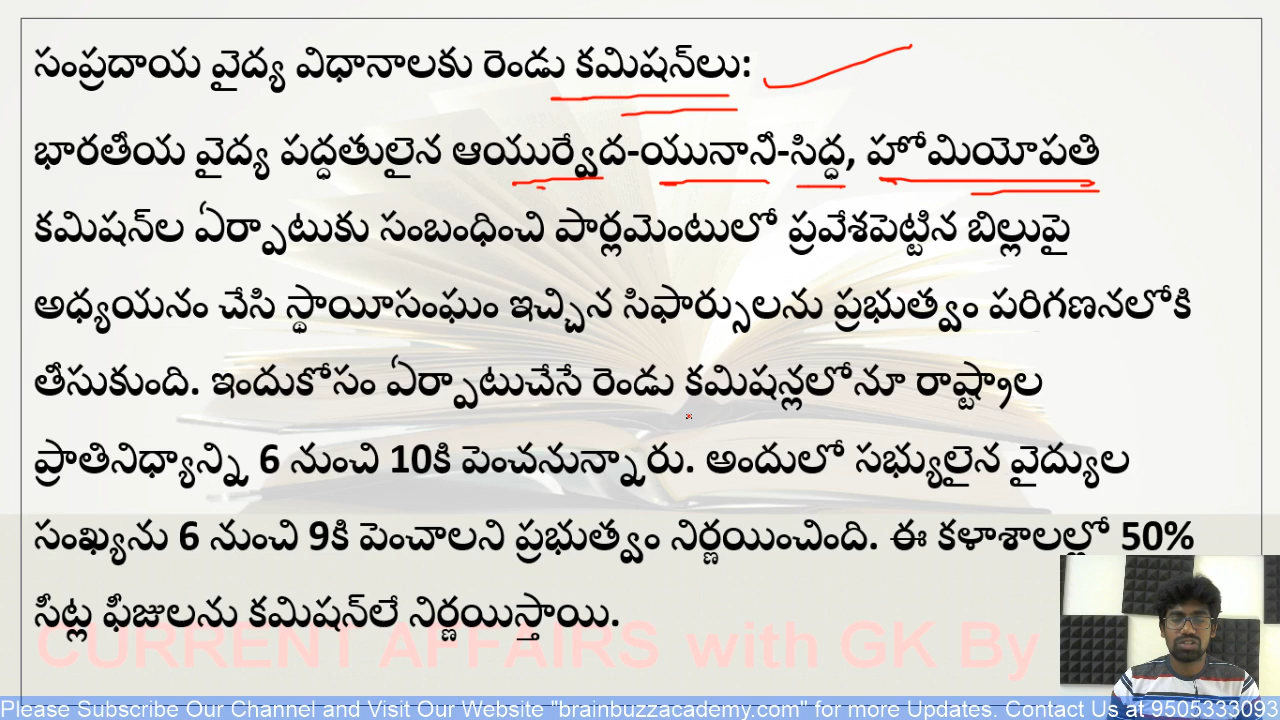 సంప్రదాయ వైద్య విధానాలకు రెండు కమిషన్‌లు:
భారతీయ వైద్య పద్ధతులైన ఆయుర్వేద-యునానీ-సిద్ధ, హోమియోపతి
కమిషన్‌ల ఏర్పాటుకు సంబంధించి పార్లమెంటులో ప్రవేశపెట్టిన బిల్లుపై
అధ్యయనం చేసి స్థాయీసంఘం ఇచ్చిన సిఫార్సులను ప్రభుత్వం పరిగణనలోకి
తీసుకుంది. ఇందుకోసం ఏర్పాటుచేసే రెండు కమిషన్లలోనూ రాష్ట్రాల
ప్రాతినిధ్యాన్ని 6 నుంచి 10కి పెంచనున్నారు. అందులో సభ్యులైన వైద్యుల
సంఖ్యను 6 నుంచి 9కి పెంచాలని ప్రభుత్వం నిర్ణయించింది. ఈ కళాశాలల్లో 50%
సీట్ల ఫీజులను కమిషన్‌లే నిర్ణయిస్తాయి.
CURRENT AFFAIRS with GK By
Please Subscribe Our Channel and Visit Our Website "brainbuzzacademy.com" for more Updates. Contact Us at 9505333093